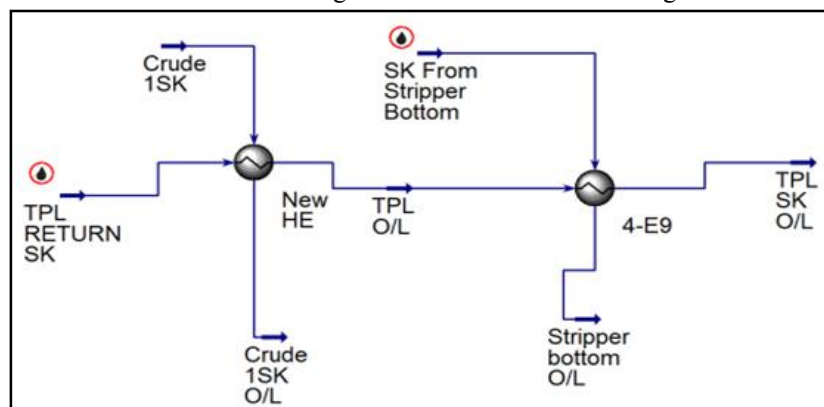 Crude
1SK
SK From
Stripper
Bottom
TPL
RETURN
SK
New
HE
TPL
O/L
4-E9
TPL
SK
O/L
Crude
1SK
O/L
Stripper
bottom
O/L